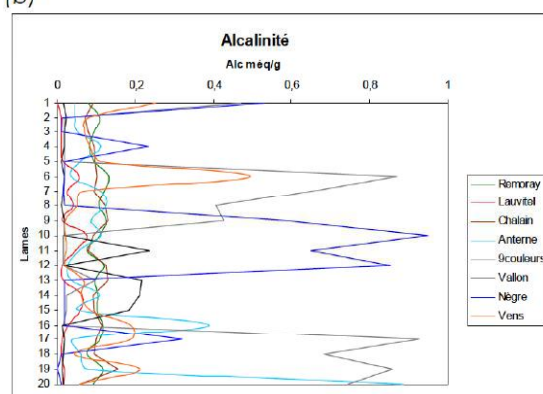 (b)
Alcalinité
Alc méq/g
0 0,2 0,4 0,6 0,8 1
Lames
1
2
3
4
5
6
7
8
9
10
11
12
13
14
15
16
17
18
19
20
Remoray
Lauvitel
Chalain
Anterne
9couleurs
Vallon
Nègre
Vens